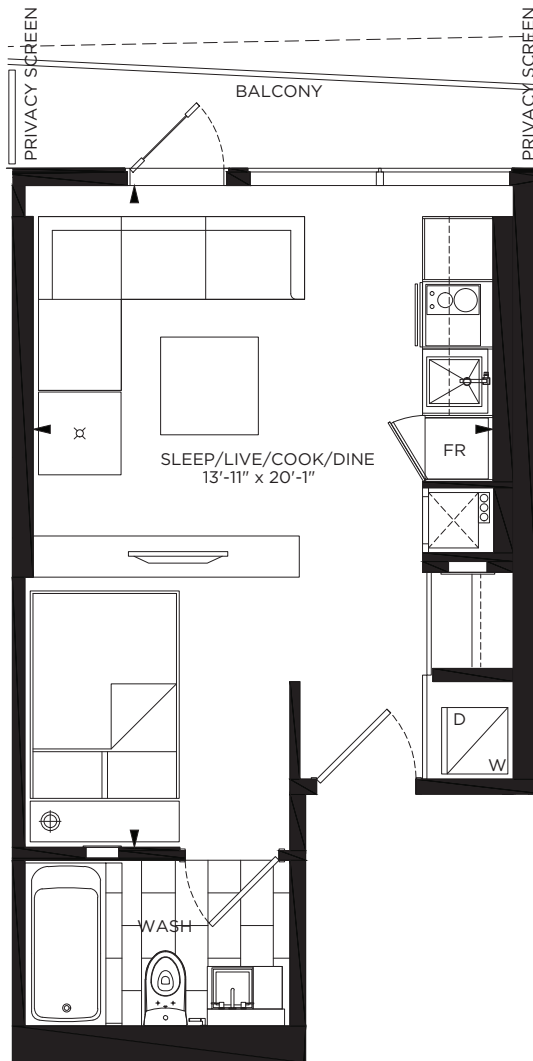 PRIVACY SCREEN
PRIVACY SCREEN
BALCONY
SLEEP/LIVE/COOK/DINE
13'-11" x 20'-1"
FR
D
W
WASH